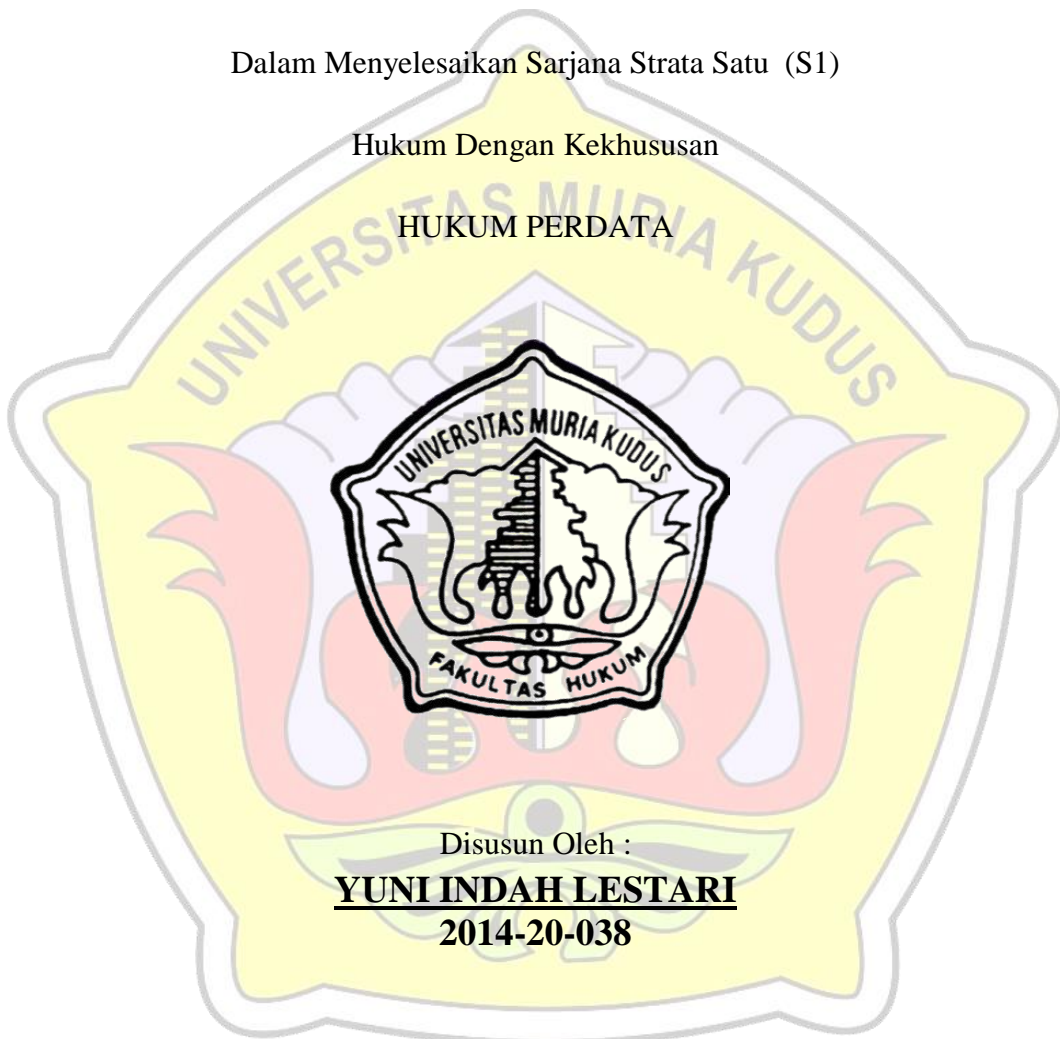 Dalam Menyelesaikan Sarjana Strata Satu (S1)
Hukum Dengan Kekhususan
HUKUM PERDATA
UNIVERSITAS MURIA KUDUS
UNIVERSITAS MURIA KUDUS
FAKULTAS HUKUM
Disusun Oleh :
YUNI INDAH LESTARI
2014-20-038